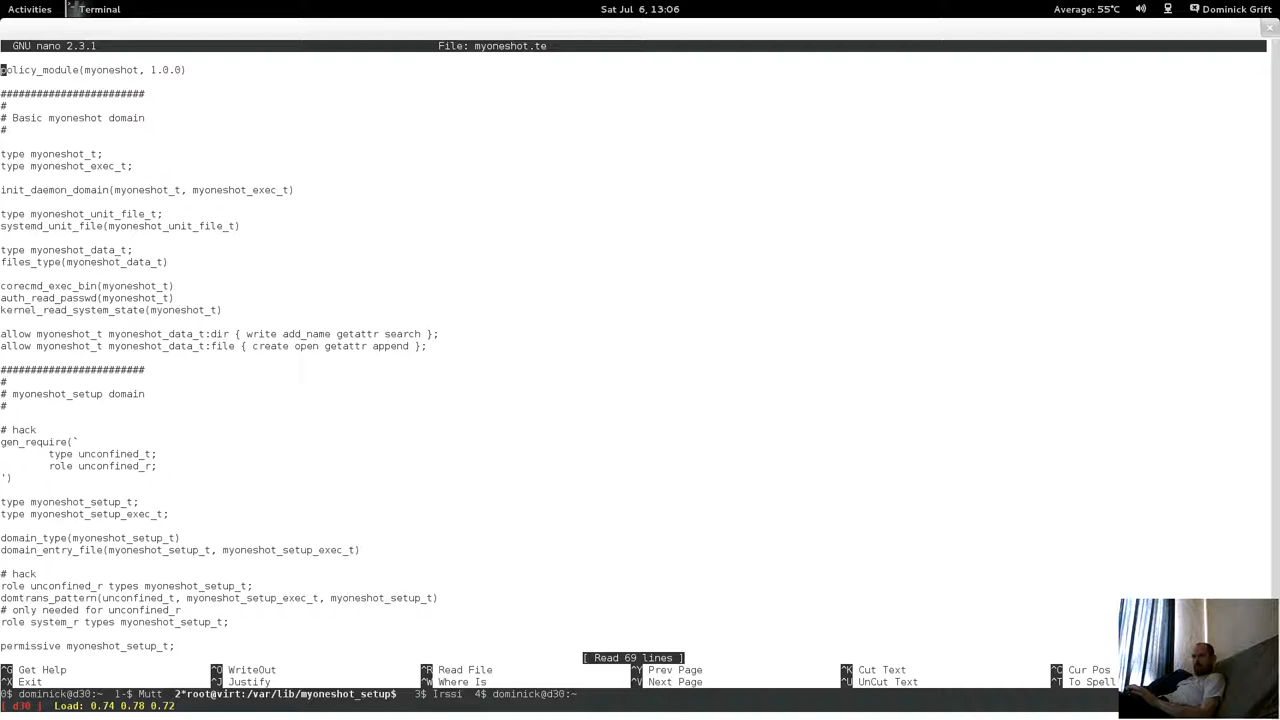 Activities Terminal Sat Jul 6, 13:06 Average: 55°C Dominick Grift
GNU nano 2.3.1 File: myoneshot.te
policy_module(myoneshot, 1.0.0)
########################
#
# Basic myoneshot domain
#
type myoneshot_t;
type myoneshot_exec_t;
init_daemon_domain(myoneshot_t, myoneshot_exec_t)
type myoneshot_unit_file_t;
systemd_unit_file(myoneshot_unit_file_t)
type myoneshot_data_t;
files_type(myoneshot_data_t)
corecmd_exec_bin(myoneshot_t)
auth_read_passwd(myoneshot_t)
kernel_read_system_state(myoneshot_t)
allow myoneshot_t myoneshot_data_t:dir { write add_name getattr search };
allow myoneshot_t myoneshot_data_t:file { create open getattr append };
########################
#
# myoneshot_setup domain
#
# hack
gen_require(`
type unconfined_t;
role unconfined_r;
')
type myoneshot_setup_t;
type myoneshot_setup_exec_t;
domain_type(myoneshot_setup_t)
domain_entry_file(myoneshot_setup_t, myoneshot_setup_exec_t)
# hack
role unconfined_r types myoneshot_setup_t;
domtrans_pattern(unconfined_t, myoneshot_setup_exec_t, myoneshot_setup_t)
# only needed for unconfined_r
role system_r types myoneshot_setup_t;
permissive myoneshot_setup_t;
[ Read 69 lines ]
^G Get Help ^O WriteOut ^R Read File ^Y Prev Page ^K Cut Text ^C Cur Pos
^X Exit ^J Justify ^W Where Is ^V Next Page ^U UnCut Text ^T To Spell
0$ dominick@d30:~ 1-$ Mutt 2*root@virt:/var/lib/myoneshot_setup$ 3$ Irssi 4$ dominick@d30:~
[ d30 ] Load: 0.74 0.78 0.72